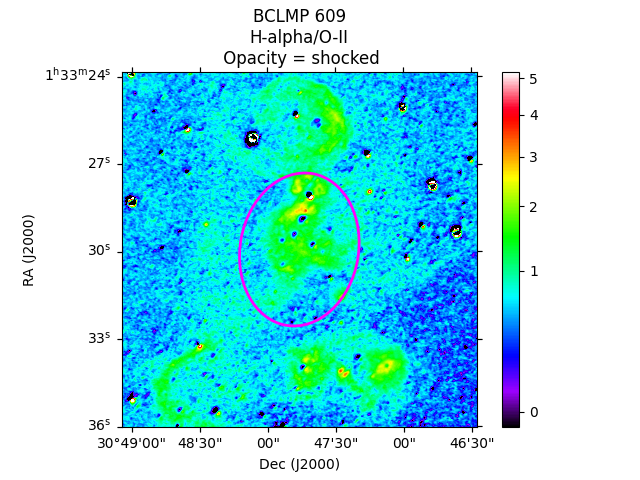 BCLMP 609
H-alpha/O-II
Opacity = shocked
1ʰ33ᵐ24ˢ
27ˢ
30ˢ
33ˢ
36ˢ
RA (J2000)
30°49'00" 48'30" 00" 47'30" 00" 46'30"
Dec (J2000)
5
4
3
2
1
0